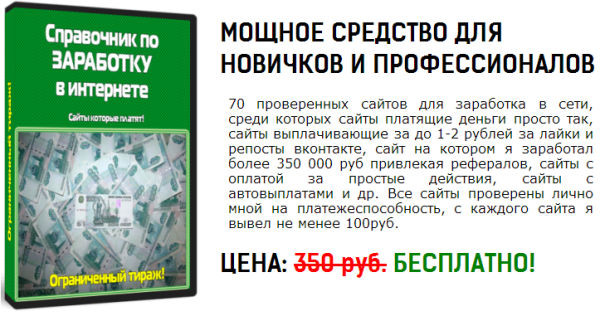 Справочник по
ЗАРАБОТКУ
в интернете
Сайты которые платят!
Ограниченный тираж!
Ограниченный тираж!
МОЩНОЕ СРЕДСТВО ДЛЯ
НОВИЧКОВ И ПРОФЕССИОНАЛОВ
70 проверенных сайтов для заработка в сети,
среди которых сайты платящие деньги просто так,
сайты выплачивающие за до 1-2 рублей за лайки и
репосты вконтакте, сайт на котором я заработал
более 350 000 руб привлекая рефералов, сайты с
оплатой за простые действия, сайты с
автовыплатами и др. Все сайты проверены лично
мной на платежеспособность, с каждого сайта я
вывел не менее 100руб.
ЦЕНА: 350 руб. БЕСПЛАТНО!